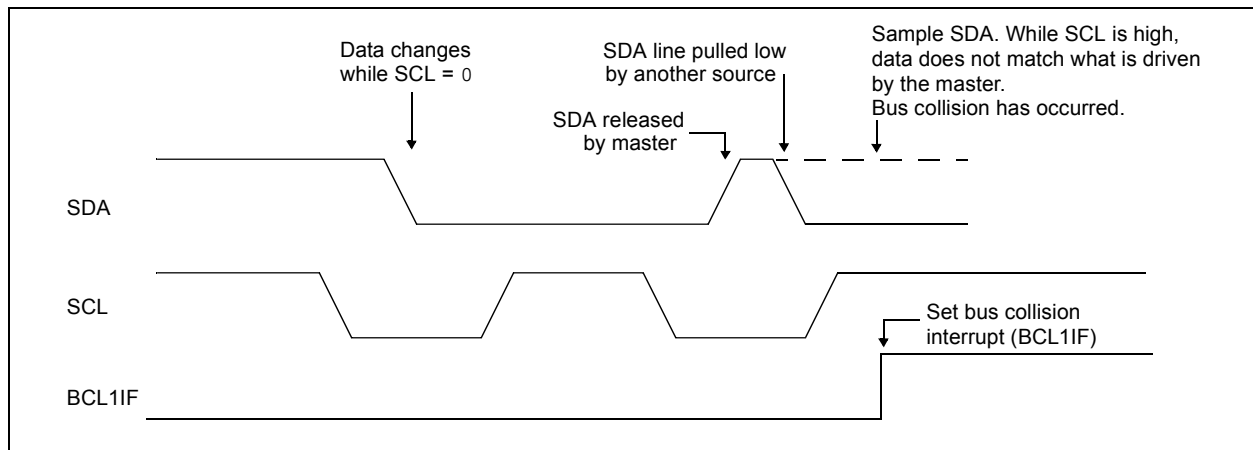 Data changes
while SCL = 0
SDA line pulled low
by another source
Sample SDA. While SCL is high,
data does not match what is driven
by the master.
Bus collision has occurred.
SDA released
by master
SDA
SCL
Set bus collision
interrupt (BCL1IF)
BCL1IF